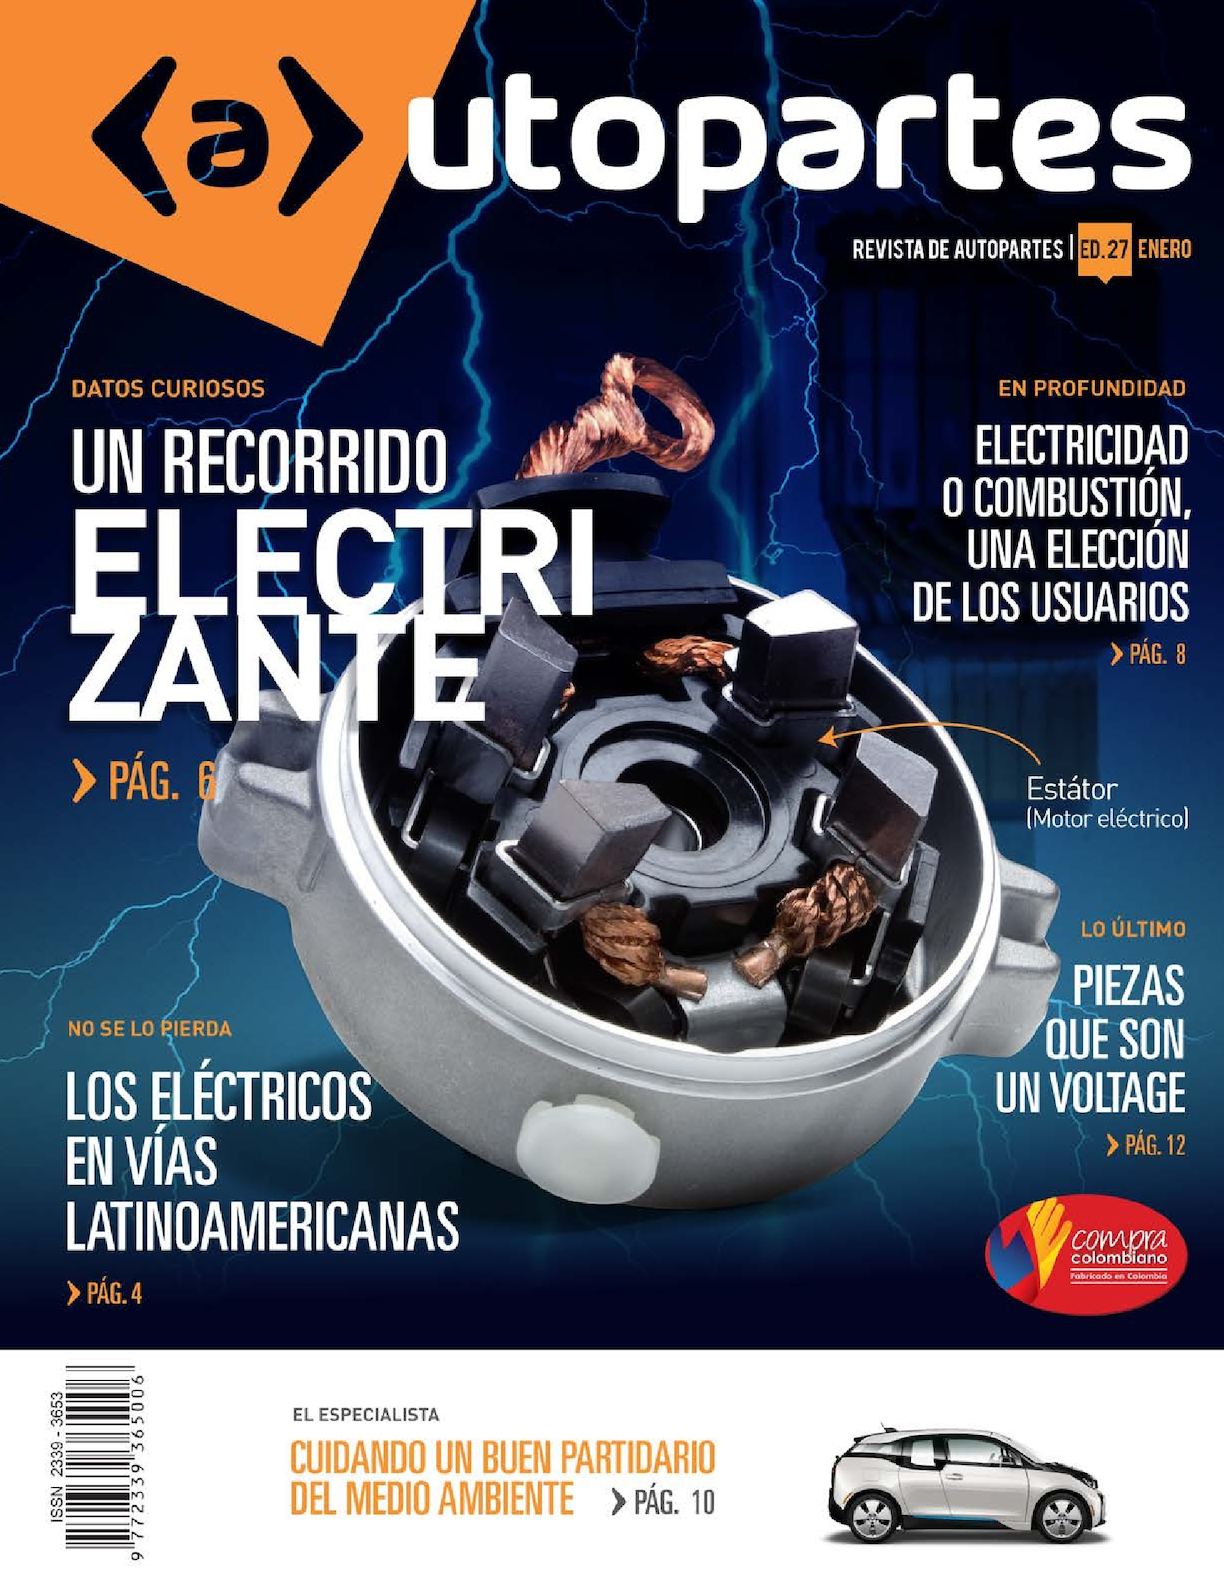 <a>utopartes
REVISTA DE AUTOPARTES | ED.27 ENERO
DATOS CURIOSOS
UN RECORRIDO
ELECTRI
ZANTE
PÁG. 6
EN PROFUNDIDAD
ELECTRICIDAD
O COMBUSTIÓN,
UNA ELECCIÓN
DE LOS USUARIOS
PÁG. 8
Estátor
(Motor eléctrico)
LO ÚLTIMO
PIEZAS
QUE SON
UN VOLTAGE
PÁG. 12
NO SE LO PIERDA
LOS ELÉCTRICOS
EN VÍAS
LATINOAMERICANAS
PÁG. 4
compra
colombiano
Fabricado en Colombia
ISSN 2339 - 3653
9 772339 365006
EL ESPECIALISTA
CUIDANDO UN BUEN PARTIDARIO
DEL MEDIO AMBIENTE PÁG. 10